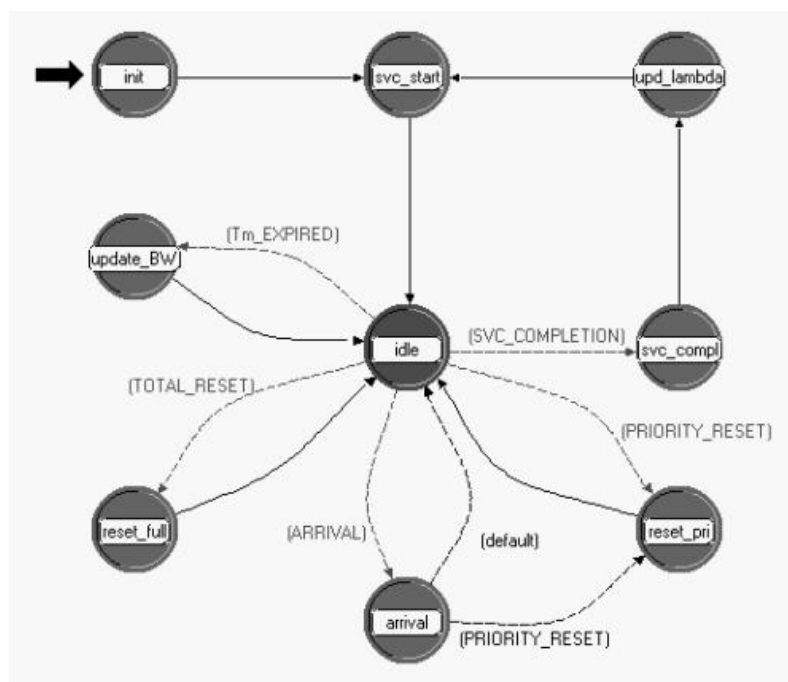 init
svc_start
upd_lambda
(Tm_EXPIRED)
update_BW
(SVC_COMPLETION)
idle
svc_compl
(TOTAL_RESET)
(PRIORITY_RESET)
reset_full
(ARRIVAL)
(default)
reset_pri
arrival
(PRIORITY_RESET)